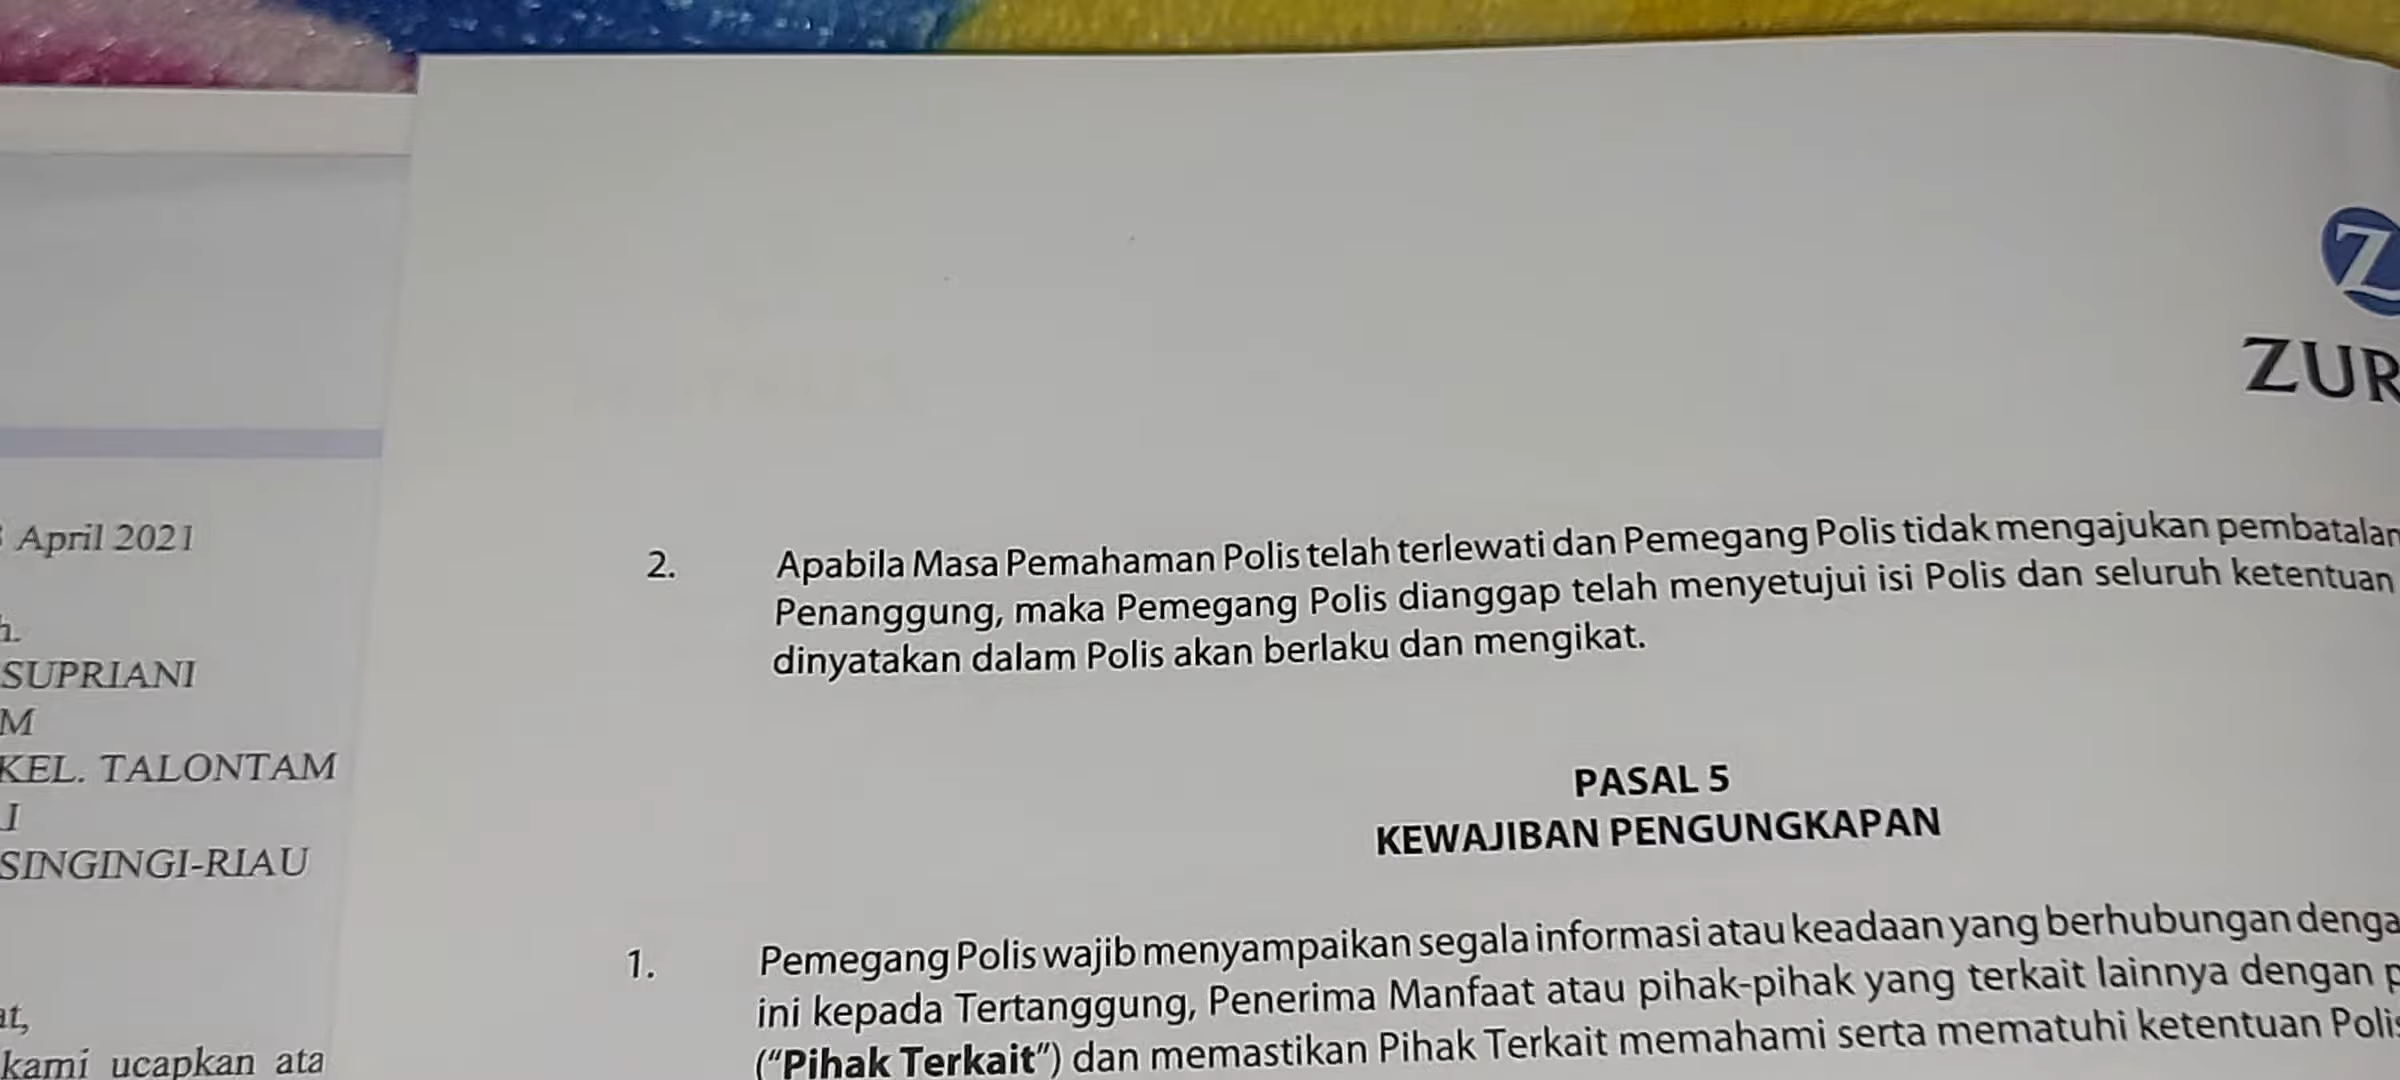 April 2021
SUPRIANI
M
KEL. TALONTAM
SINGINGI-RIAU
kami ucapkan ata
Z
ZUR
2. Apabila Masa Pemahaman Polis telah terlewati dan Pemegang Polis tidak mengajukan pembatalan
Penanggung, maka Pemegang Polis dianggap telah menyetujui isi Polis dan seluruh ketentuan
dinyatakan dalam Polis akan berlaku dan mengikat.
PASAL 5
KEWAJIBAN PENGUNGKAPAN
1. Pemegang Polis wajib menyampaikan segala informasi atau keadaan yang berhubungan denga
ini kepada Tertanggung, Penerima Manfaat atau pihak-pihak yang terkait lainnya dengan p
("Pihak Terkait") dan memastikan Pihak Terkait memahami serta mematuhi ketentuan Polis